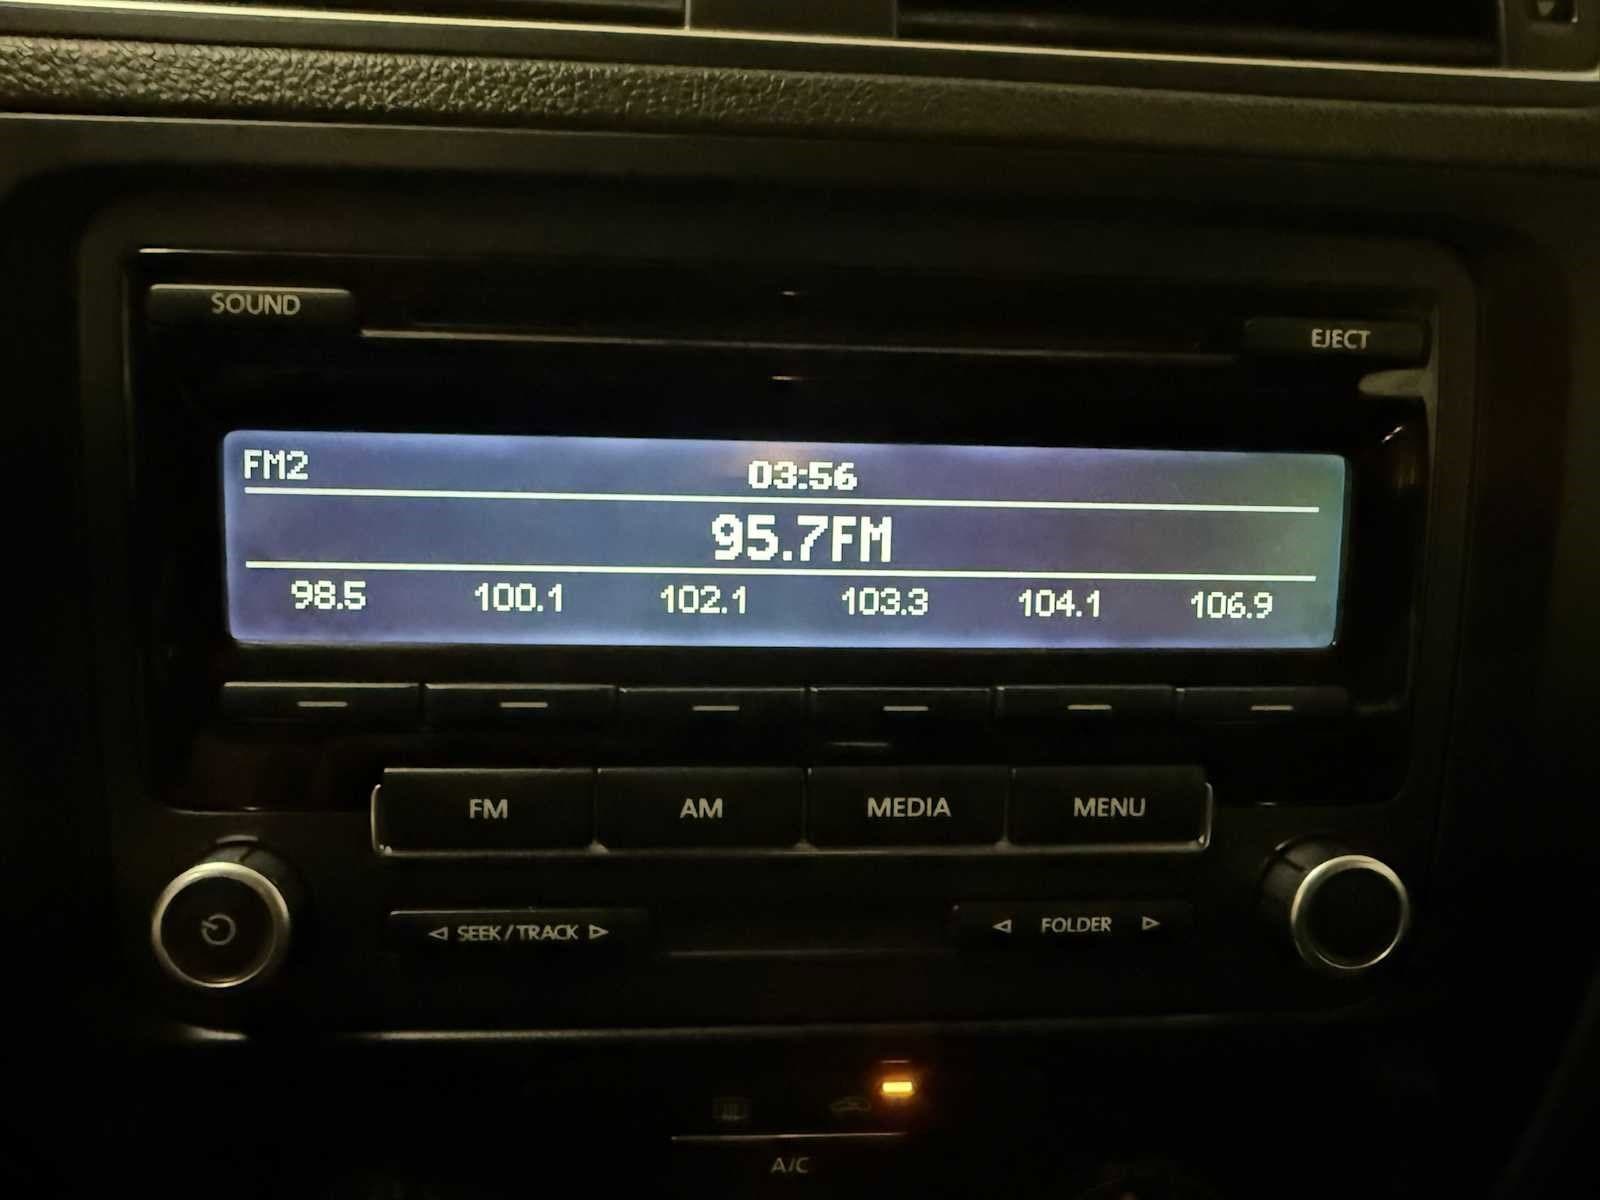 SOUND
EJECT
FM2 03:56
95.7FM
98.5 100.1 102.1 103.3 104.1 106.9
FM AM MEDIA MENU
SEEK/TRACK FOLDER
A/C